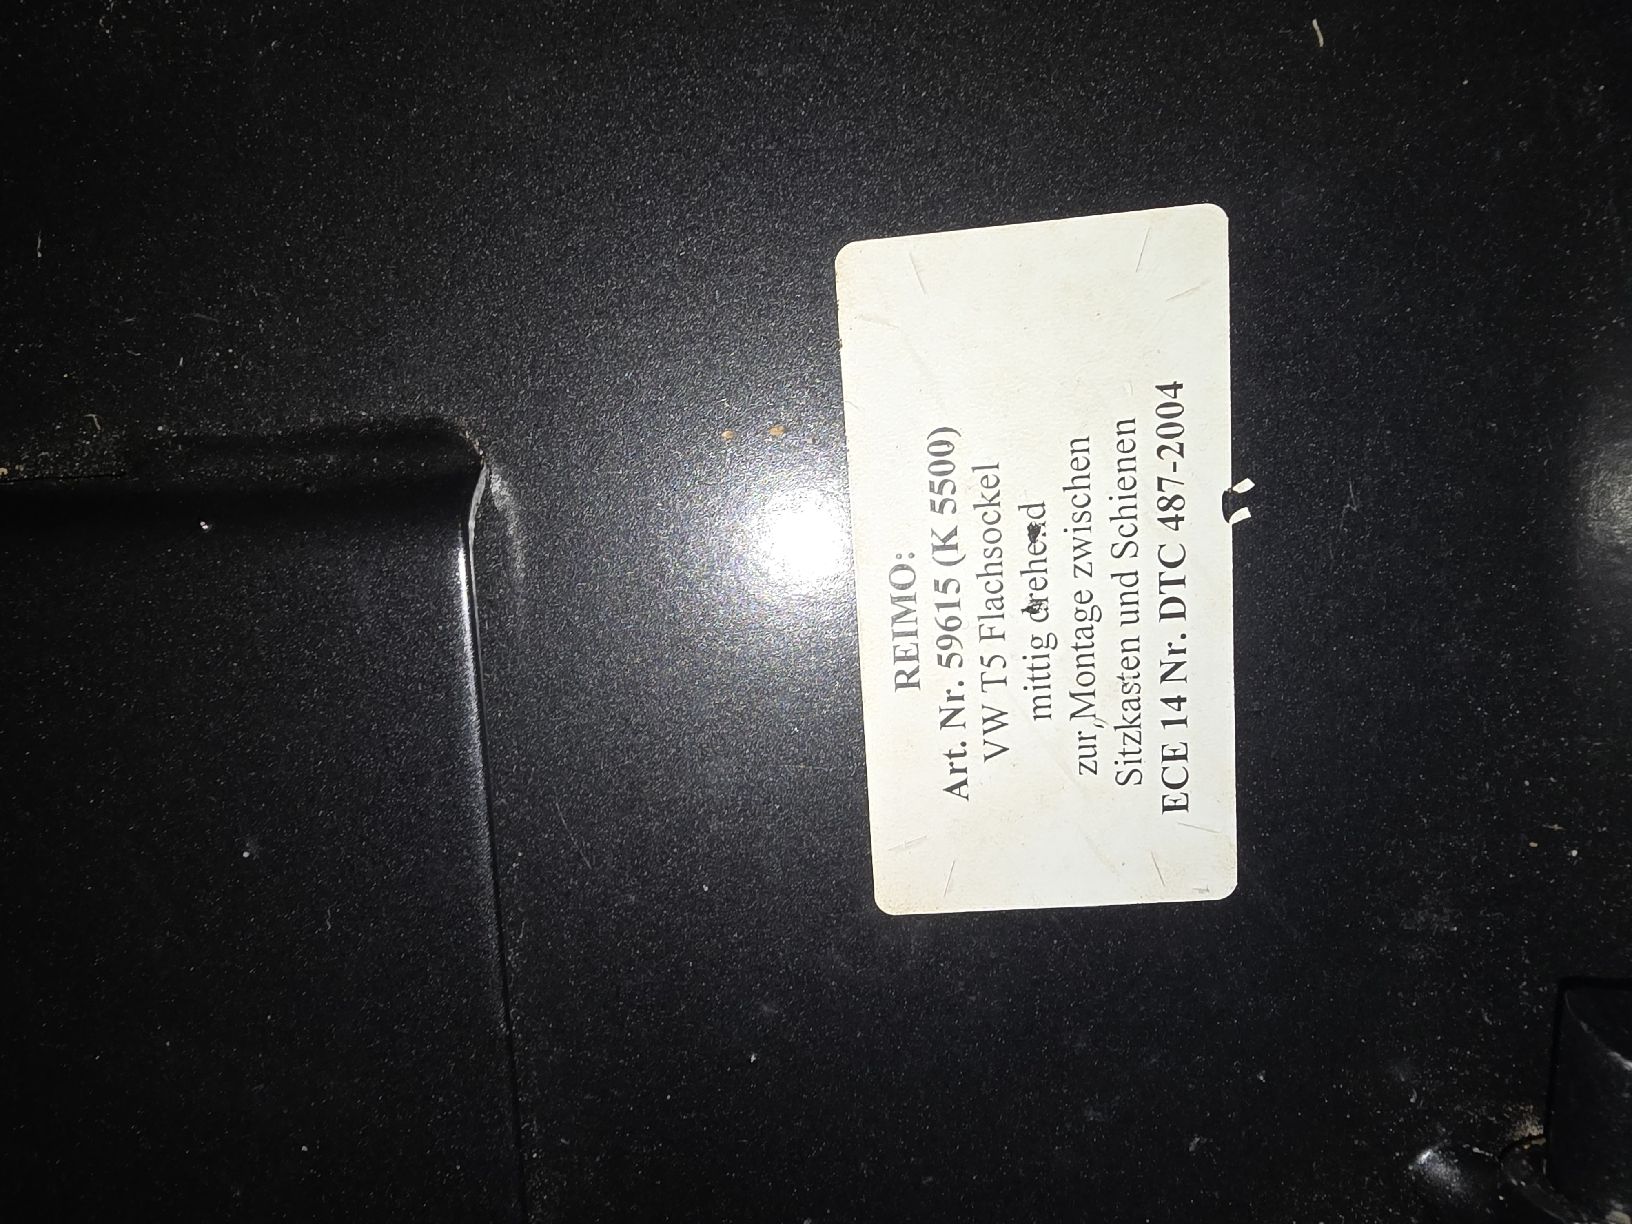 REIMO:
Art. Nr. 59615 (K 5500)
VW T5 Flachsockel
mittig drehend
zur Montage zwischen
Sitzkasten und Schienen
ECE 14 Nr. DTC 487-2004